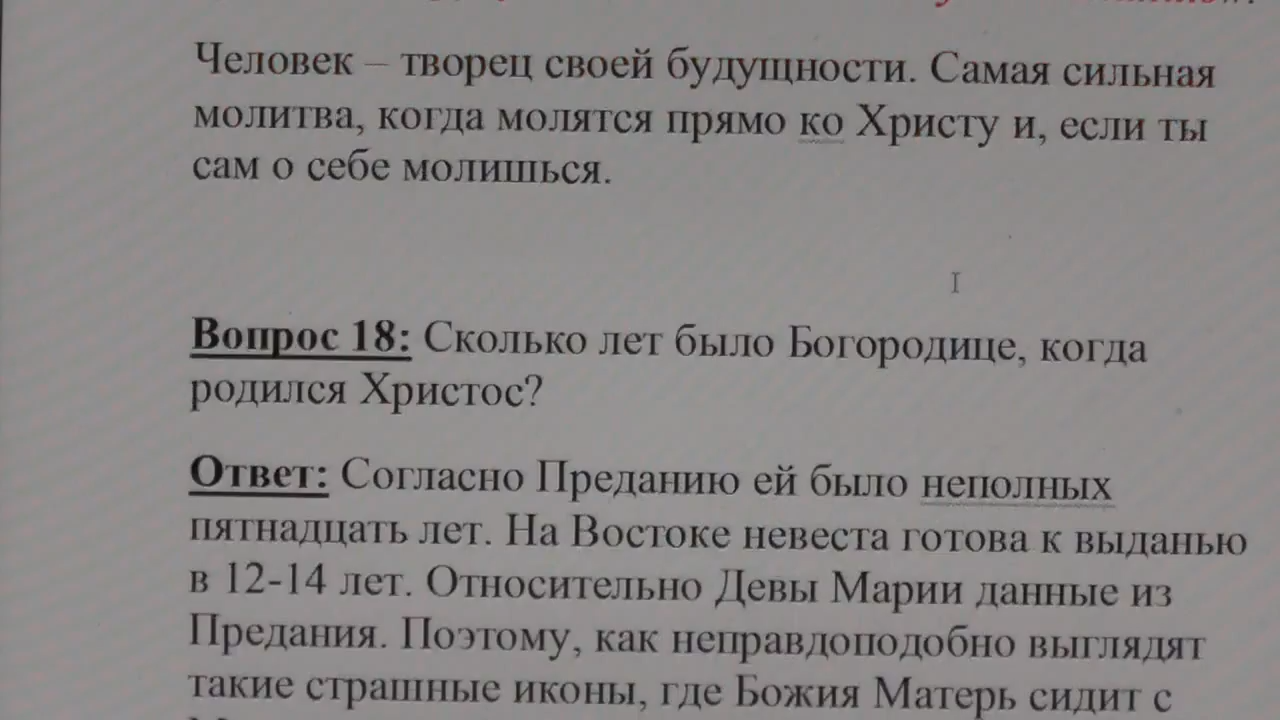 Человек – творец своей будущности. Самая сильная
молитва, когда молятся прямо ко Христу и, если ты
сам о себе молишься.
Вопрос 18: Сколько лет было Богородице, когда
родился Христос?
Ответ: Согласно Преданию ей было неполных
пятнадцать лет. На Востоке невеста готова к выданью
в 12-14 лет. Относительно Девы Марии данные из
Предания. Поэтому, как неправдоподобно выглядят
такие страшные иконы, где Божия Матерь сидит с